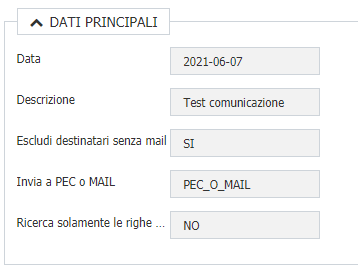 DATI PRINCIPALI
Data 2021-06-07
Descrizione Test comunicazione
Escludi destinatari senza mail SI
Invia a PEC o MAIL PEC_O_MAIL
Ricerca solamente le righe ... NO